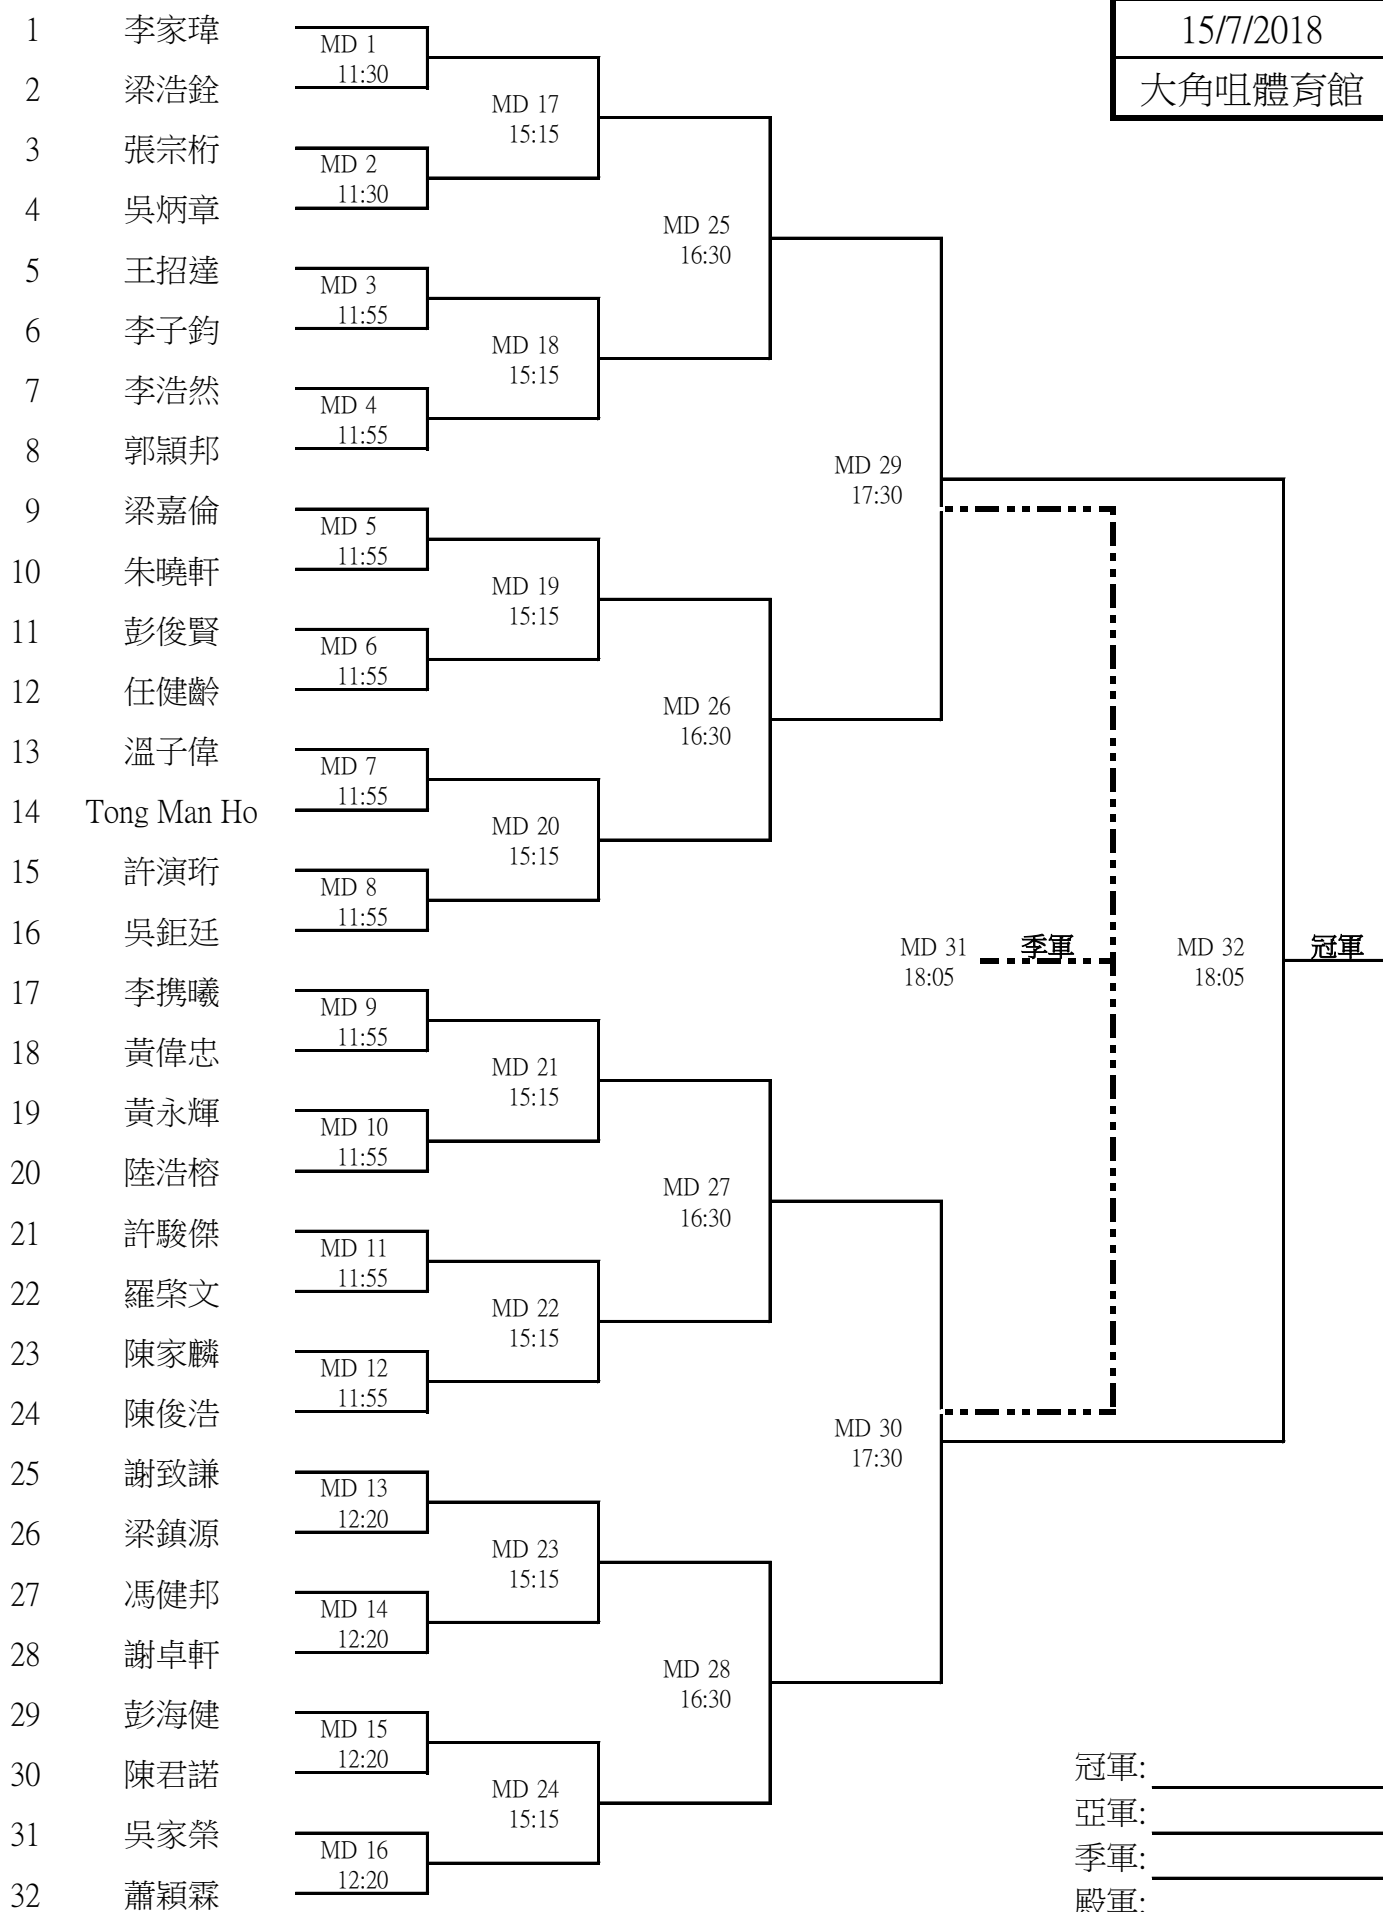 15/7/2018
大角咀體育館
1 李家瑋
MD 1
11:30
2 梁浩銓
MD 17
15:15
3 張宗桁
MD 2
11:30
4 吳炳章
MD 25
16:30
5 王招達
MD 3
11:55
6 李子鈞
MD 18
15:15
7 李浩然
MD 4
11:55
8 郭顥邦
MD 29
17:30
9 梁嘉倫
MD 5
11:55
10 朱曉軒
MD 19
15:15
11 彭俊賢
MD 6
11:55
12 任健齡
MD 26
16:30
13 溫子偉
MD 7
11:55
14 Tong Man Ho
MD 20
15:15
15 許演珩
MD 8
11:55
16 吳鉅廷
MD 31 季軍
18:05
MD 32 冠軍
18:05
17 李携曦
MD 9
11:55
18 黃偉忠
MD 21
15:15
19 黃永輝
MD 10
11:55
20 陸浩榕
MD 27
16:30
21 許駿傑
MD 11
11:55
22 羅棨文
MD 22
15:15
23 陳家麟
MD 12
11:55
24 陳俊浩
MD 30
17:30
25 謝致謙
MD 13
12:20
26 梁鎮源
MD 23
15:15
27 馮健邦
MD 14
12:20
28 謝卓軒
MD 28
16:30
29 彭海健
MD 15
12:20
30 陳君諾
MD 24
15:15
31 吳家榮
MD 16
12:20
32 蕭穎霖
冠軍:
亞軍:
季軍:
殿軍: